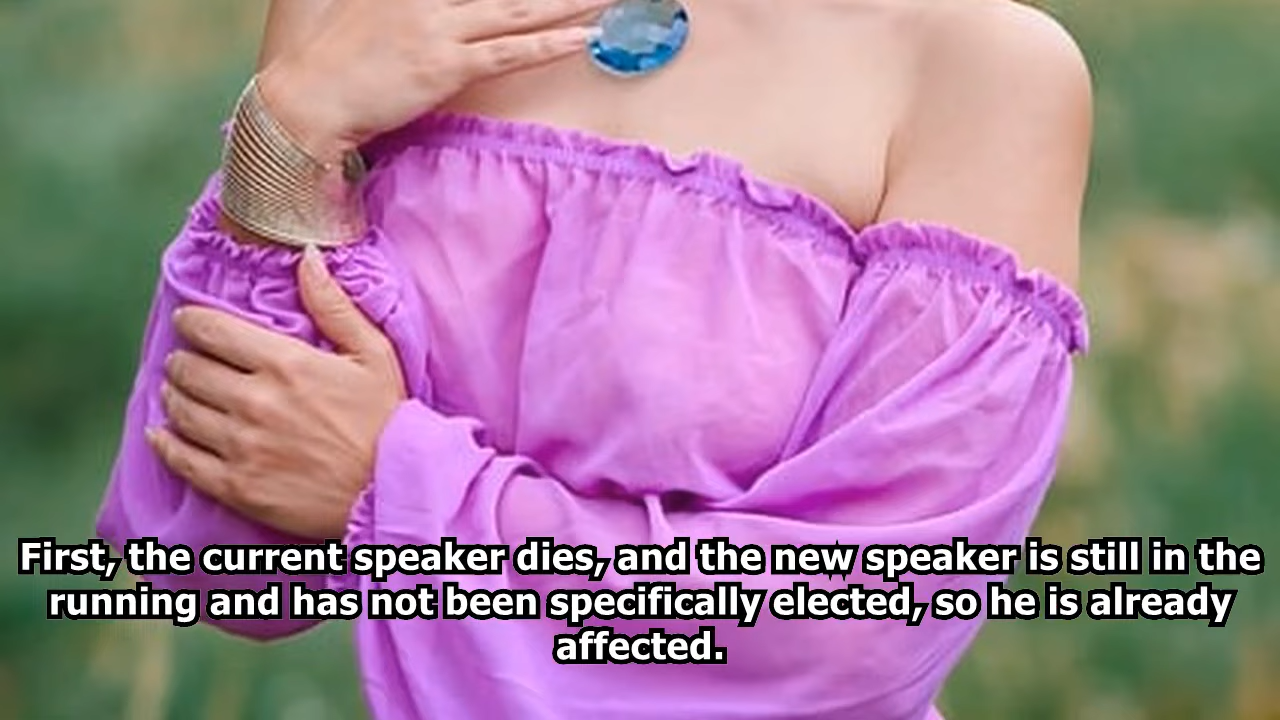 First, the current speaker dies, and the new speaker is still in the
running and has not been specifically elected, so he is already
affected.